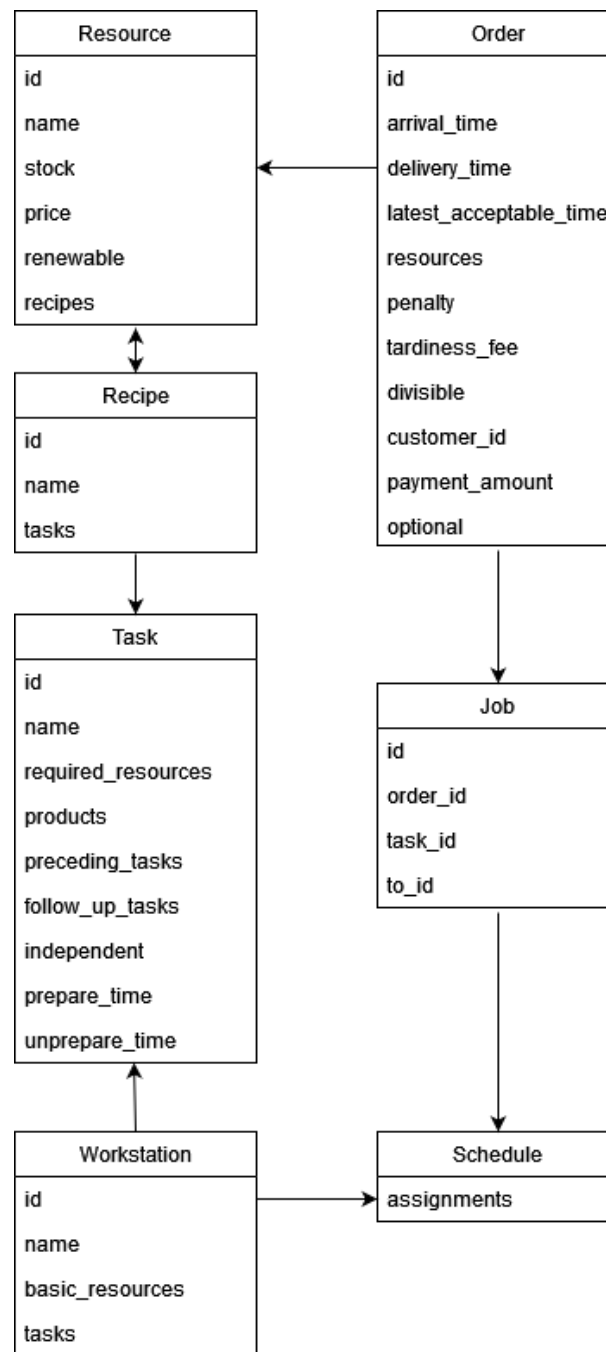 Resource
id
name
stock
price
renewable
recipes
Recipe
id
name
tasks
Task
id
name
required_resources
products
preceding_tasks
follow_up_tasks
independent
prepare_time
unprepare_time
Workstation
id
name
basic_resources
tasks
Order
id
arrival_time
delivery_time
latest_acceptable_time
resources
penalty
tardiness_fee
divisible
customer_id
payment_amount
optional
Job
id
order_id
task_id
to_id
Schedule
assignments